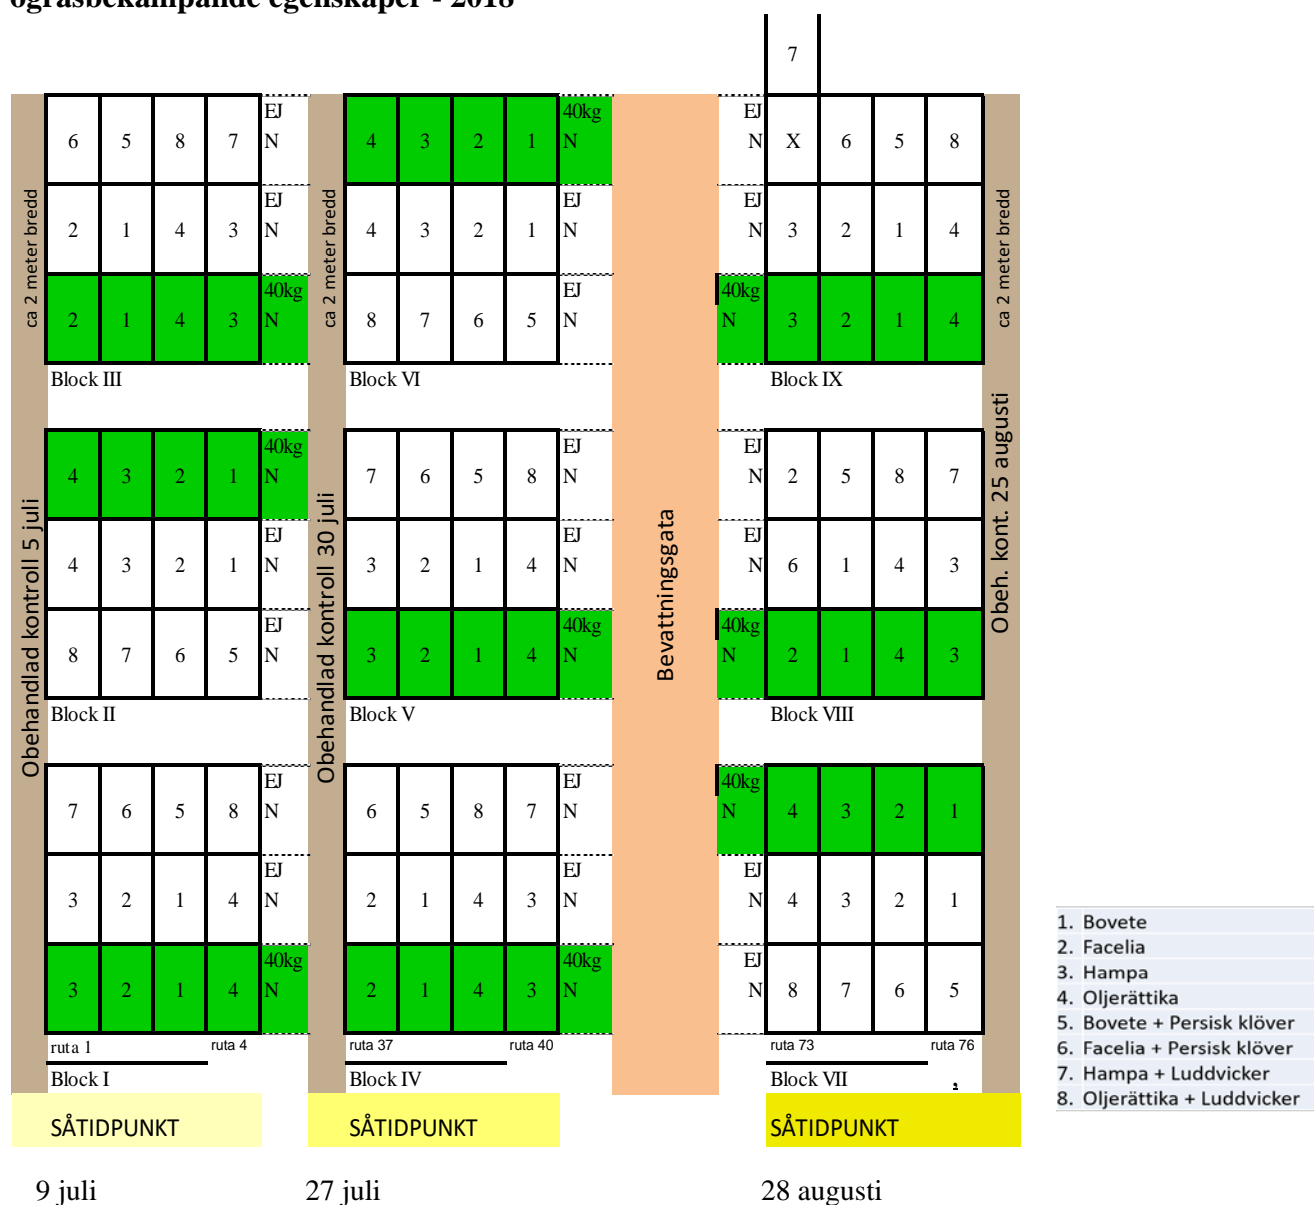 ogräsbekämpande egenskaper - 2018
7
6 5 8 7 EJ N
4 3 2 1 40kg N
EJ N X 6 5 8
2 1 4 3 EJ N
4 3 2 1 EJ N
EJ N 3 2 1 4
2 1 4 3 40kg N
8 7 6 5 EJ N
40kg N 3 2 1 4
ca 2 meter bredd
ca 2 meter bredd
ca 2 meter bredd
Block III
Block VI
Block IX
4 3 2 1 40kg N
7 6 5 8 EJ N
EJ N 2 5 8 7
4 3 2 1 EJ N
3 2 1 4 EJ N
EJ N 6 1 4 3
8 7 6 5 EJ N
3 2 1 4 40kg N
40kg N 2 1 4 3
Obehandlad kontroll 5 juli
Obehandlad kontroll 30 juli
Bevattningsgata
Obeh. kont. 25 augusti
Block II
Block V
Block VIII
7 6 5 8 EJ N
6 5 8 7 EJ N
40kg N 4 3 2 1
3 2 1 4 EJ N
2 1 4 3 EJ N
EJ N 4 3 2 1
3 2 1 4 40kg N
2 1 4 3 40kg N
EJ N 8 7 6 5
ruta 1 ruta 4
ruta 37 ruta 40
ruta 73 ruta 76
Block I
Block IV
Block VII
SÅTIDPUNKT
SÅTIDPUNKT
SÅTIDPUNKT
9 juli
27 juli
28 augusti
1. Bovete
2. Facelia
3. Hampa
4. Oljerättika
5. Bovete + Persisk klöver
6. Facelia + Persisk klöver
7. Hampa + Luddvicker
8. Oljerättika + Luddvicker